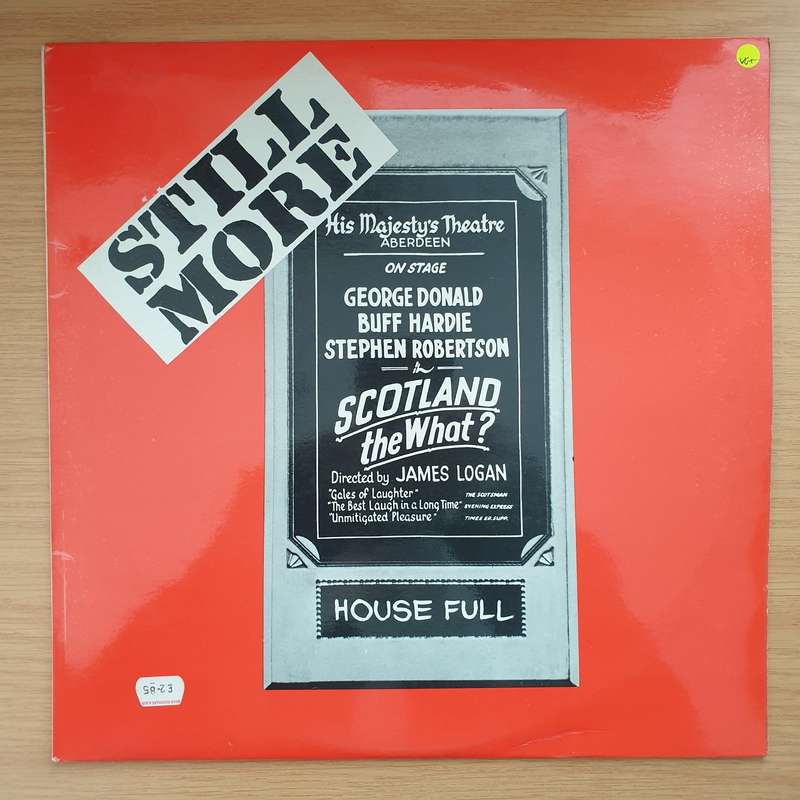 VG+
STILL
MORE
His Majesty's Theatre
ABERDEEN
ON STAGE
GEORGE DONALD
BUFF HARDIE
STEPHEN ROBERTSON
in
SCOTLAND
the What?
Directed by JAMES LOGAN
"Gales of Laughter" THE SCOTSMAN
"The Best Laugh in a Long Time" EVENING EXPRESS
"Unmitigated Pleasure" TIMES ED. SUPP.
HOUSE FULL
£2-85